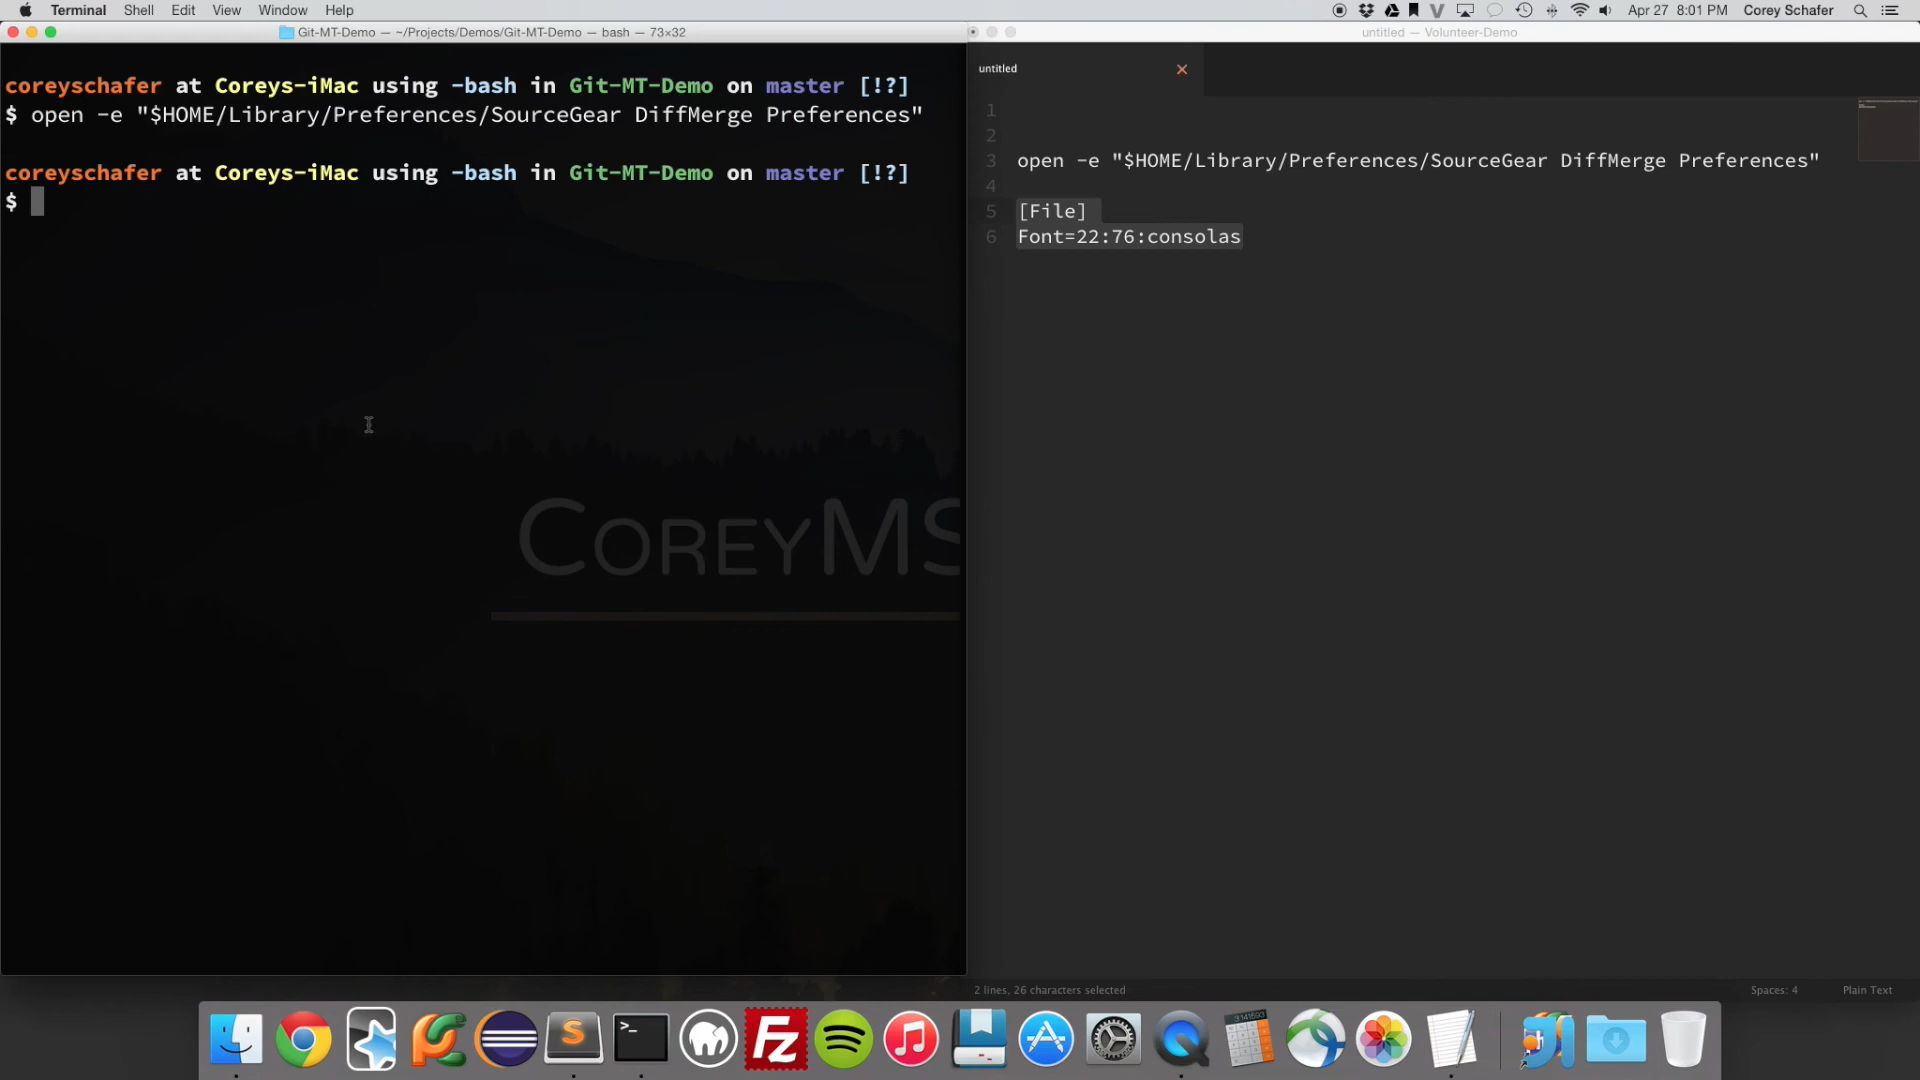 Terminal Shell Edit View Window Help
Apr 27 8:01 PM Corey Schafer
Git-MT-Demo — ~/Projects/Demos/Git-MT-Demo — bash — 73×32
untitled — Volunteer-Demo
coreyschafer at Coreys-iMac using -bash in Git-MT-Demo on master [!?]
$ open -e "$HOME/Library/Preferences/SourceGear DiffMerge Preferences"
coreyschafer at Coreys-iMac using -bash in Git-MT-Demo on master [!?]
$
COREYMS
untitled
1
2
3 open -e "$HOME/Library/Preferences/SourceGear DiffMerge Preferences"
4
5 [File]
6 Font=22:76:consolas
2 lines, 26 characters selected
Spaces: 4
Plain Text